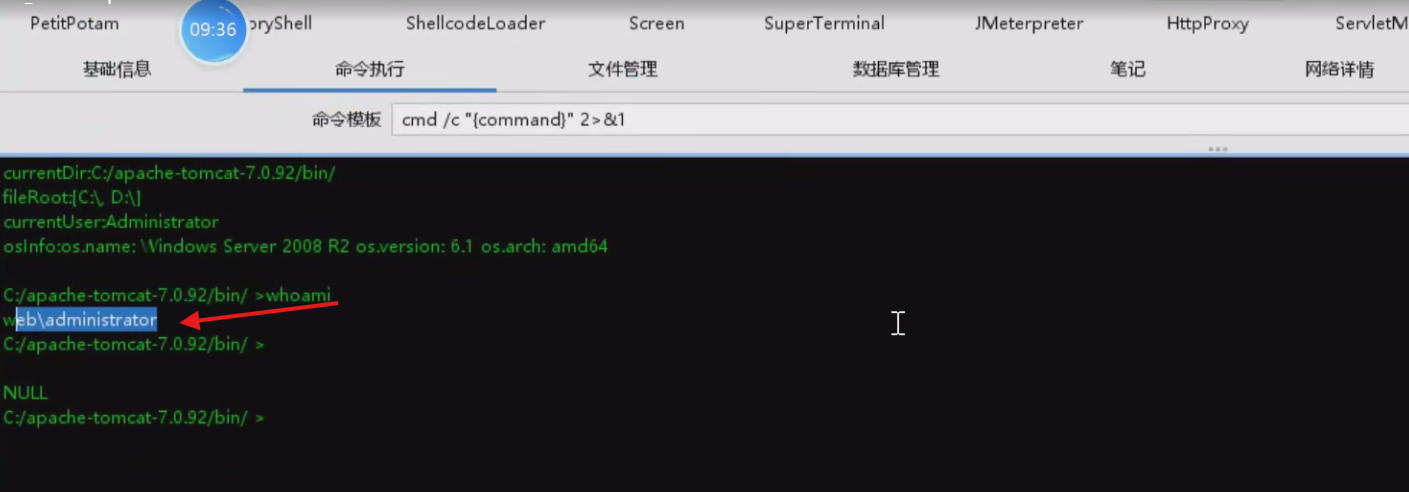 PetitPotam 09:36 oryShell ShellcodeLoader Screen SuperTerminal JMeterpreter HttpProxy ServletM
基础信息 命令执行 文件管理 数据库管理 笔记 网络详情
命令模板 cmd /c "{command}" 2>&1
currentDir:C:/apache-tomcat-7.0.92/bin/
fileRoot:[C:\, D:\]
currentUser:Administrator
osInfo:os.name: Windows Server 2008 R2 os.version: 6.1 os.arch: amd64
C:/apache-tomcat-7.0.92/bin/ >whoami
web\administrator
C:/apache-tomcat-7.0.92/bin/ >
NULL
C:/apache-tomcat-7.0.92/bin/ >